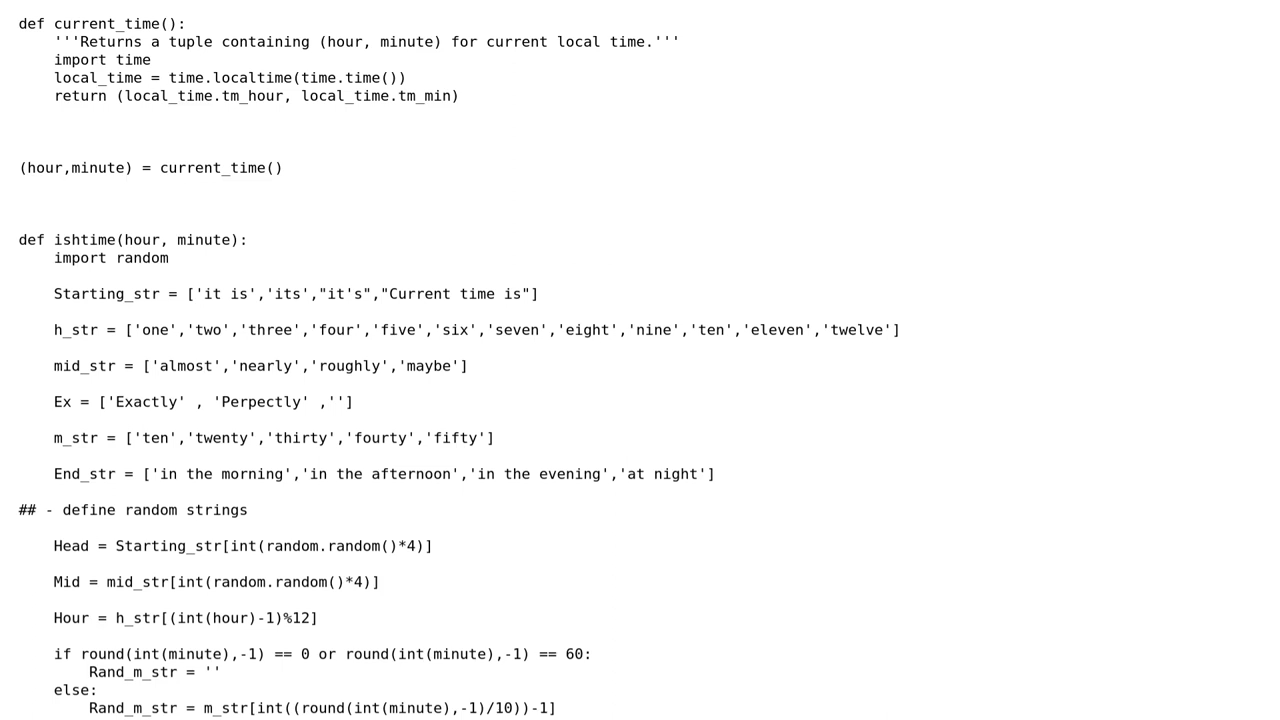 def current_time():
    '''Returns a tuple containing (hour, minute) for current local time.'''
    import time
    local_time = time.localtime(time.time())
    return (local_time.tm_hour, local_time.tm_min)
(hour,minute) = current_time()
def ishtime(hour, minute):
    import random
    Starting_str = ['it is','its',"it's","Current time is"]
    h_str = ['one','two','three','four','five','six','seven','eight','nine','ten','eleven','twelve']
    mid_str = ['almost','nearly','roughly','maybe']
    Ex = ['Exactly' , 'Perpectly' ,'']
    m_str = ['ten','twenty','thirty','fourty','fifty']
    End_str = ['in the morning','in the afternoon','in the evening','at night']
## - define random strings
    Head = Starting_str[int(random.random()*4)]
    Mid = mid_str[int(random.random()*4)]
    Hour = h_str[(int(hour)-1)%12]
    if round(int(minute),-1) == 0 or round(int(minute),-1) == 60:
        Rand_m_str = ''
    else:
        Rand_m_str = m_str[int((round(int(minute),-1)/10))-1]